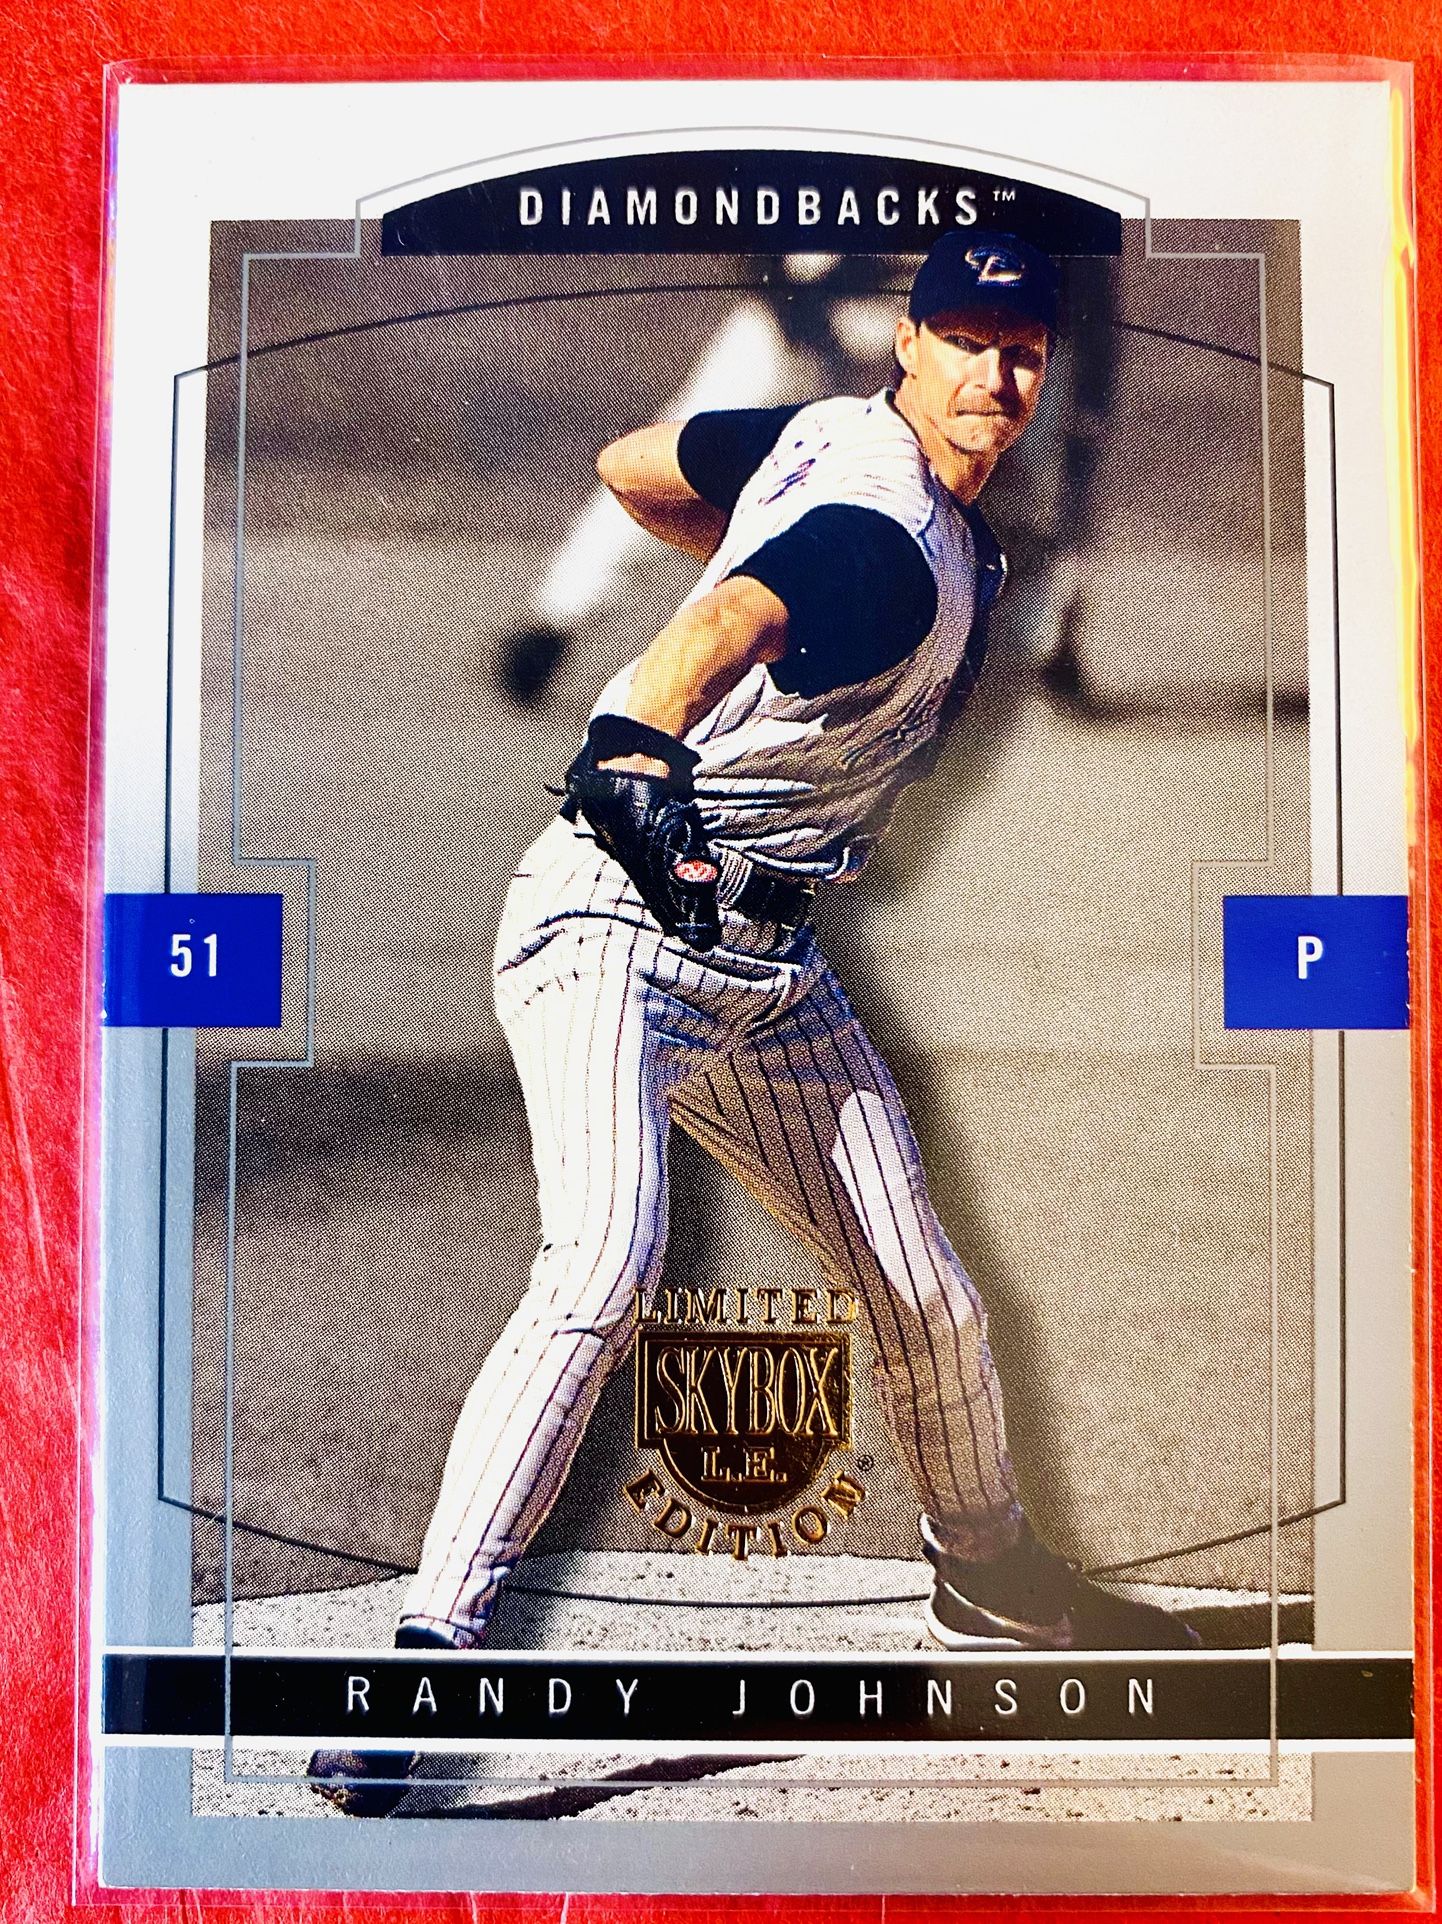 DIAMONDBACKS™
51
P
LIMITED
SKYBOX
L.E.
EDITION®
RANDY JOHNSON